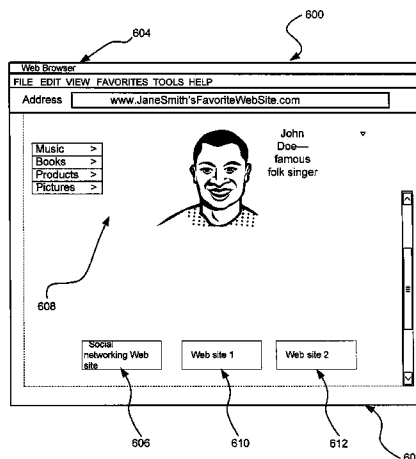 604
600
Web Browser
FILE EDIT VIEW FAVORITES TOOLS HELP
Address www.JaneSmith'sFavoriteWebSite.com
John
Doe—
famous
folk singer
Music >
Books >
Products >
Pictures >
608
Social
networking Web
site
Web site 1
Web site 2
606
610
612